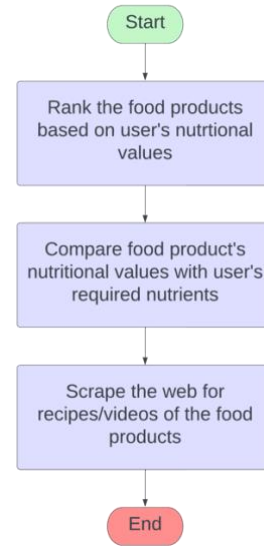 Start
Rank the food products
based on user's nutrtional
values
Compare food product's
nutritional values with user's
required nutrients
Scrape the web for
recipes/videos of the food
products
End